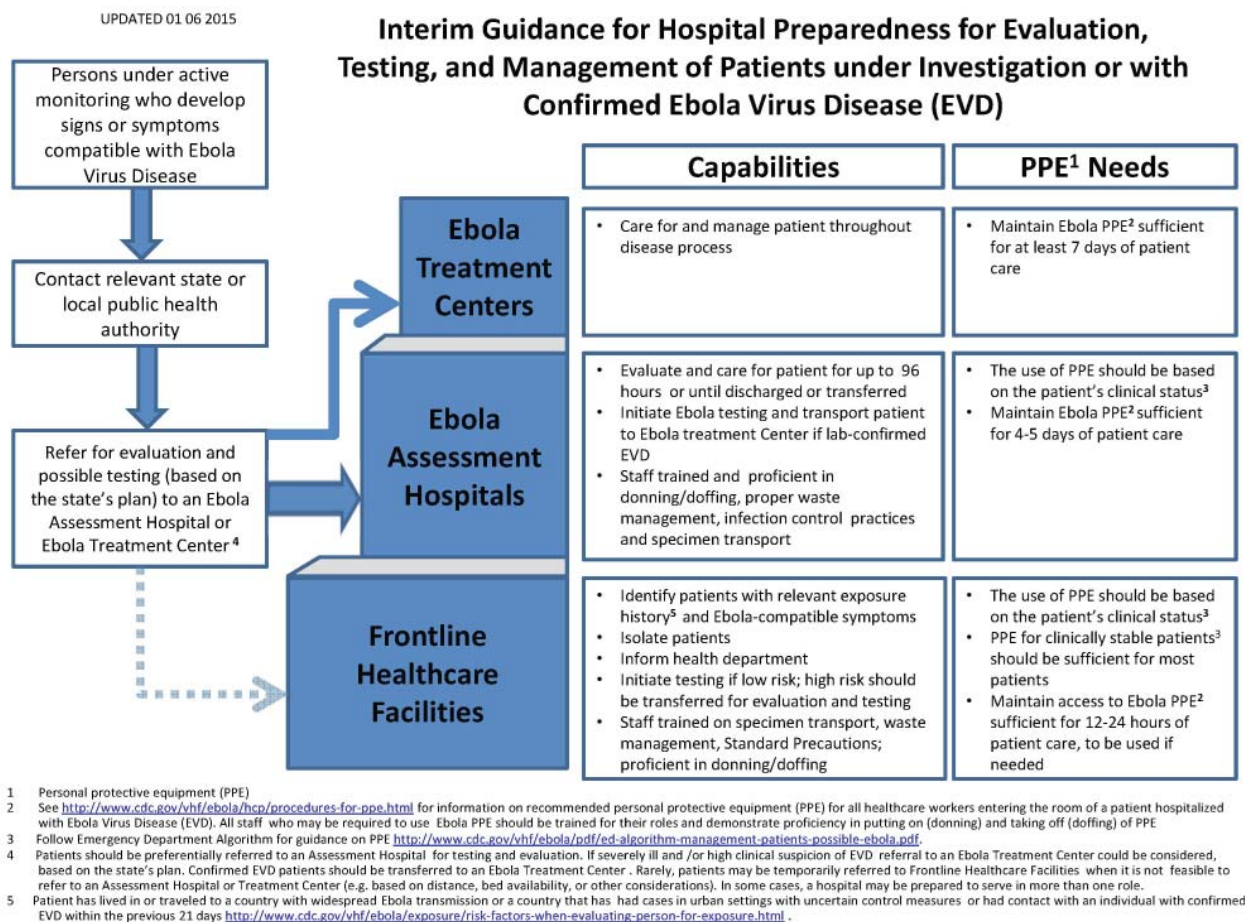 UPDATED 01 06 2015
Interim Guidance for Hospital Preparedness for Evaluation,
Testing, and Management of Patients under Investigation or with
Confirmed Ebola Virus Disease (EVD)
Persons under active
monitoring who develop
signs or symptoms
compatible with Ebola
Virus Disease
Contact relevant state or
local public health
authority
Refer for evaluation and
possible testing (based on
the state's plan) to an Ebola
Assessment Hospital or
Ebola Treatment Center ⁴
Capabilities
PPE¹ Needs
Ebola
Treatment
Centers
• Care for and manage patient throughout
disease process
• Maintain Ebola PPE² sufficient
for at least 7 days of patient
care
Ebola
Assessment
Hospitals
• Evaluate and care for patient for up to 96
hours or until discharged or transferred
• Initiate Ebola testing and transport patient
to Ebola treatment Center if lab-confirmed
EVD
• Staff trained and proficient in
donning/doffing, proper waste
management, infection control practices
and specimen transport
• The use of PPE should be based
on the patient's clinical status³
• Maintain Ebola PPE² sufficient
for 4-5 days of patient care
Frontline
Healthcare
Facilities
• Identify patients with relevant exposure
history⁵ and Ebola-compatible symptoms
• Isolate patients
• Inform health department
• Initiate testing if low risk; high risk should
be transferred for evaluation and testing
• Staff trained on specimen transport, waste
management, Standard Precautions;
proficient in donning/doffing
• The use of PPE should be based
on the patient's clinical status³
• PPE for clinically stable patients³
should be sufficient for most
patients
• Maintain access to Ebola PPE²
sufficient for 12-24 hours of
patient care, to be used if
needed
1 Personal protective equipment (PPE)
2 See http://www.cdc.gov/vhf/ebola/hcp/procedures-for-ppe.html for information on recommended personal protective equipment (PPE) for all healthcare workers entering the room of a patient hospitalized
with Ebola Virus Disease (EVD). All staff who may be required to use Ebola PPE should be trained for their roles and demonstrate proficiency in putting on (donning) and taking off (doffing) of PPE
3 Follow Emergency Department Algorithm for guidance on PPE http://www.cdc.gov/vhf/ebola/pdf/ed-algorithm-management-patients-possible-ebola.pdf.
4 Patients should be preferentially referred to an Assessment Hospital for testing and evaluation. If severely ill and /or high clinical suspicion of EVD referral to an Ebola Treatment Center could be considered,
based on the state's plan. Confirmed EVD patients should be transferred to an Ebola Treatment Center . Rarely, patients may be temporarily referred to Frontline Healthcare Facilities when it is not feasible to
refer to an Assessment Hospital or Treatment Center (e.g. based on distance, bed availability, or other considerations). In some cases, a hospital may be prepared to serve in more than one role.
5 Patient has lived in or traveled to a country with widespread Ebola transmission or a country that has had cases in urban settings with uncertain control measures or had contact with an individual with confirmed
EVD within the previous 21 days http://www.cdc.gov/vhf/ebola/exposure/risk-factors-when-evaluating-person-for-exposure.html .